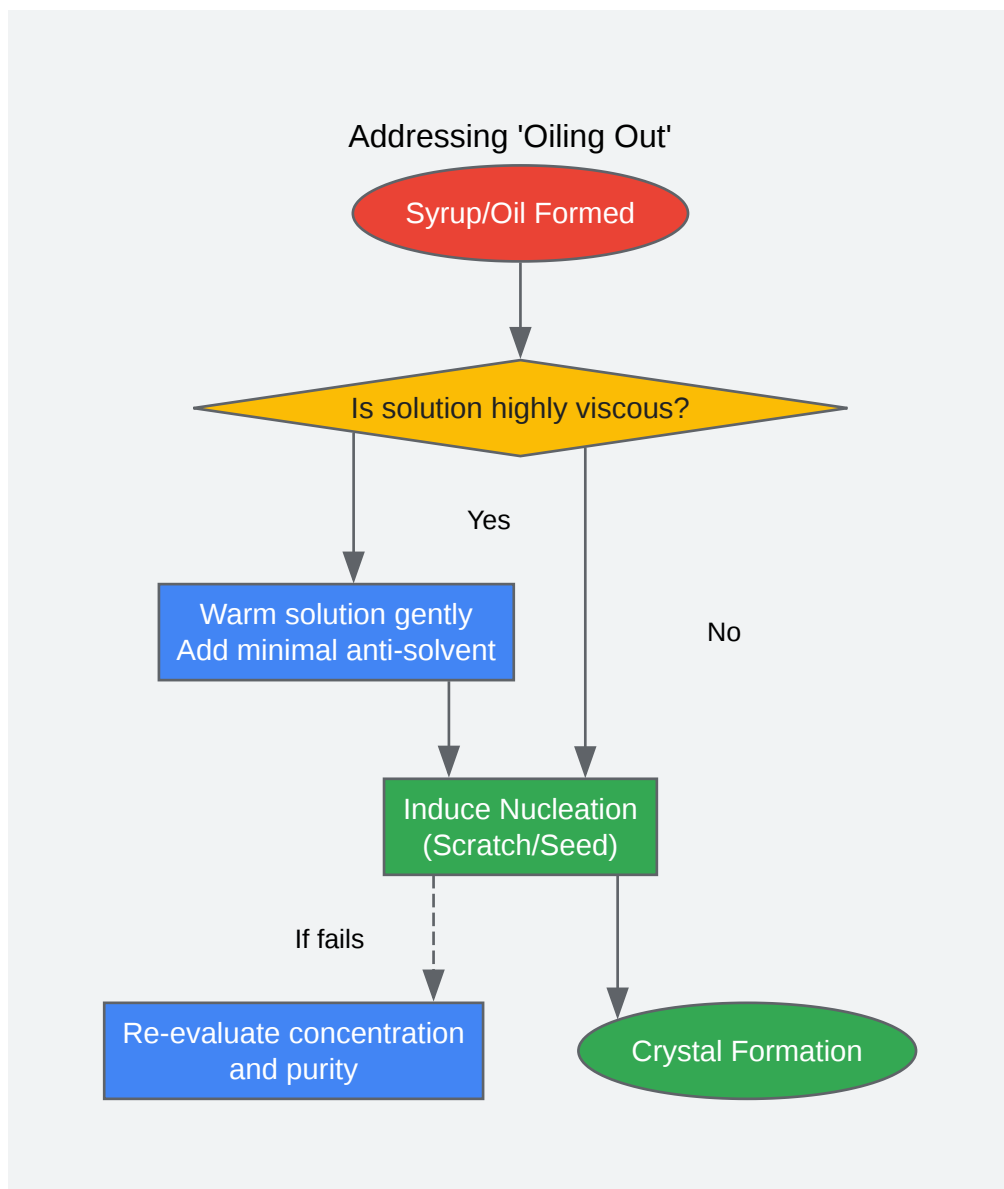 Addressing 'Oiling Out'
Syrup/Oil Formed
Is solution highly viscous?
Yes
Warm solution gently
Add minimal anti-solvent
No
Induce Nucleation
(Scratch/Seed)
If fails
Re-evaluate concentration
and purity
Crystal Formation